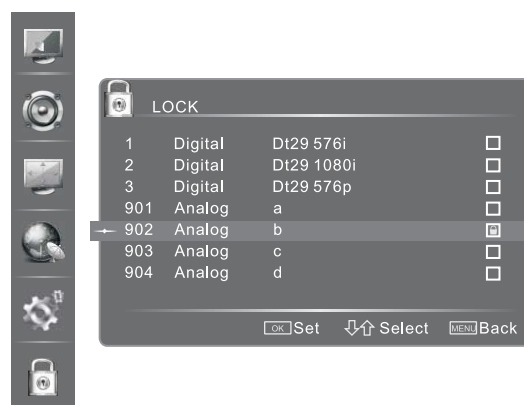 LOCK
1 Digital Dt29 576i
2 Digital Dt29 1080i
3 Digital Dt29 576p
901 Analog a
902 Analog b
903 Analog c
904 Analog d
OK Set Select MENU Back